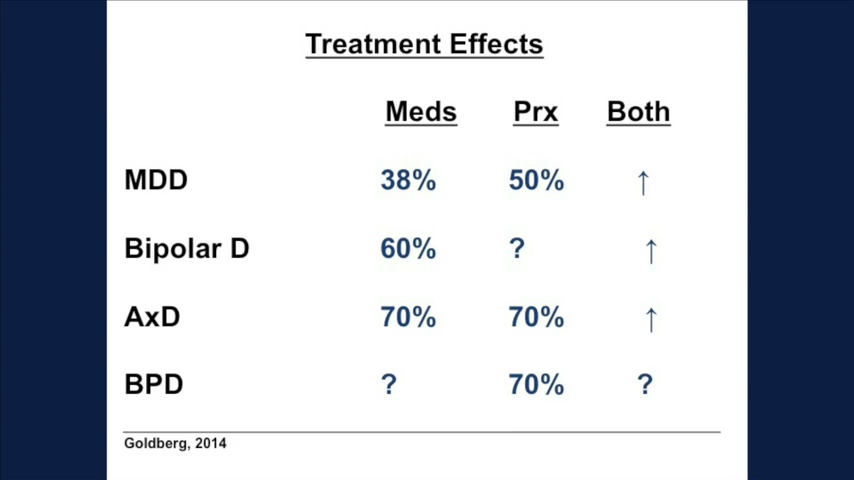 Treatment Effects
Meds Prx Both
MDD 38% 50% ↑
Bipolar D 60% ? ↑
AxD 70% 70% ↑
BPD ? 70% ?
Goldberg, 2014